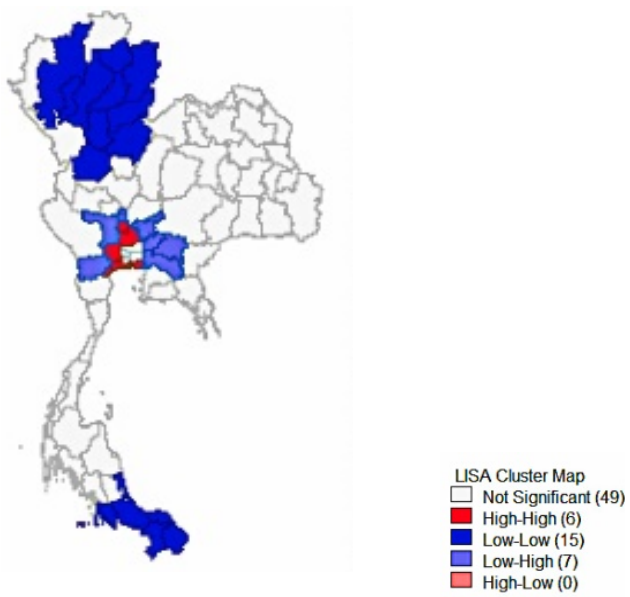 LISA Cluster Map
Not Significant (49)
High-High (6)
Low-Low (15)
Low-High (7)
High-Low (0)